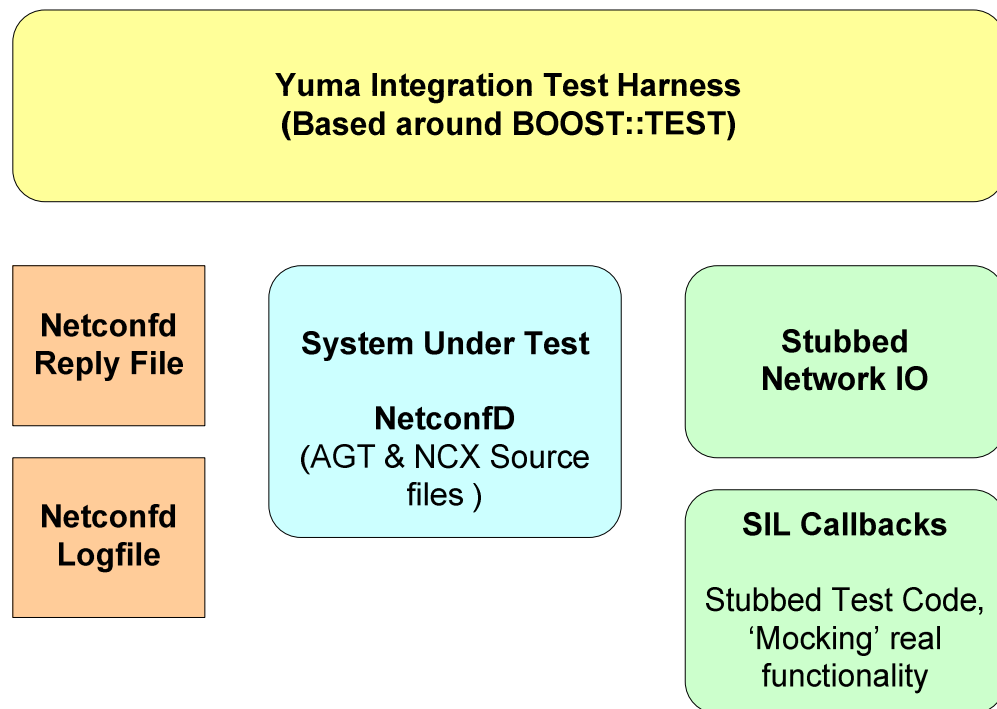 Yuma Integration Test Harness
(Based around BOOST::TEST)
Netconfd
Reply File
Netconfd
Logfile
System Under Test
NetconfD
(AGT & NCX Source
files )
Stubbed
Network IO
SIL Callbacks
Stubbed Test Code,
‘Mocking’ real
functionality